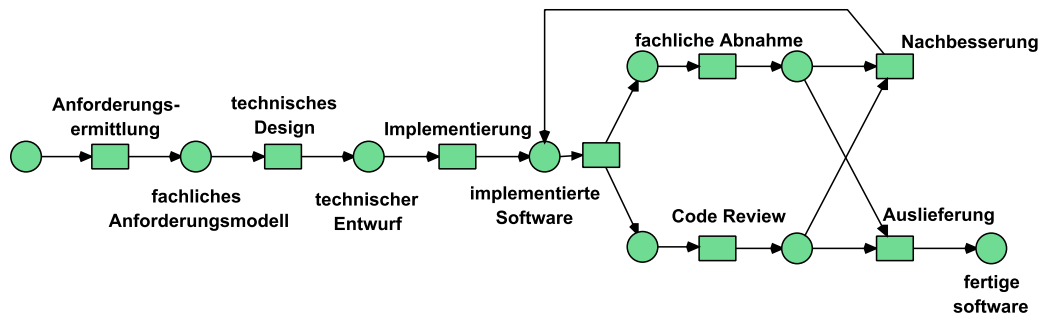 Anforderungs-
ermittlung
fachliches
Anforderungsmodell
technisches
Design
technischer
Entwurf
Implementierung
implementierte
Software
fachliche Abnahme
Code Review
Nachbesserung
Auslieferung
fertige
software